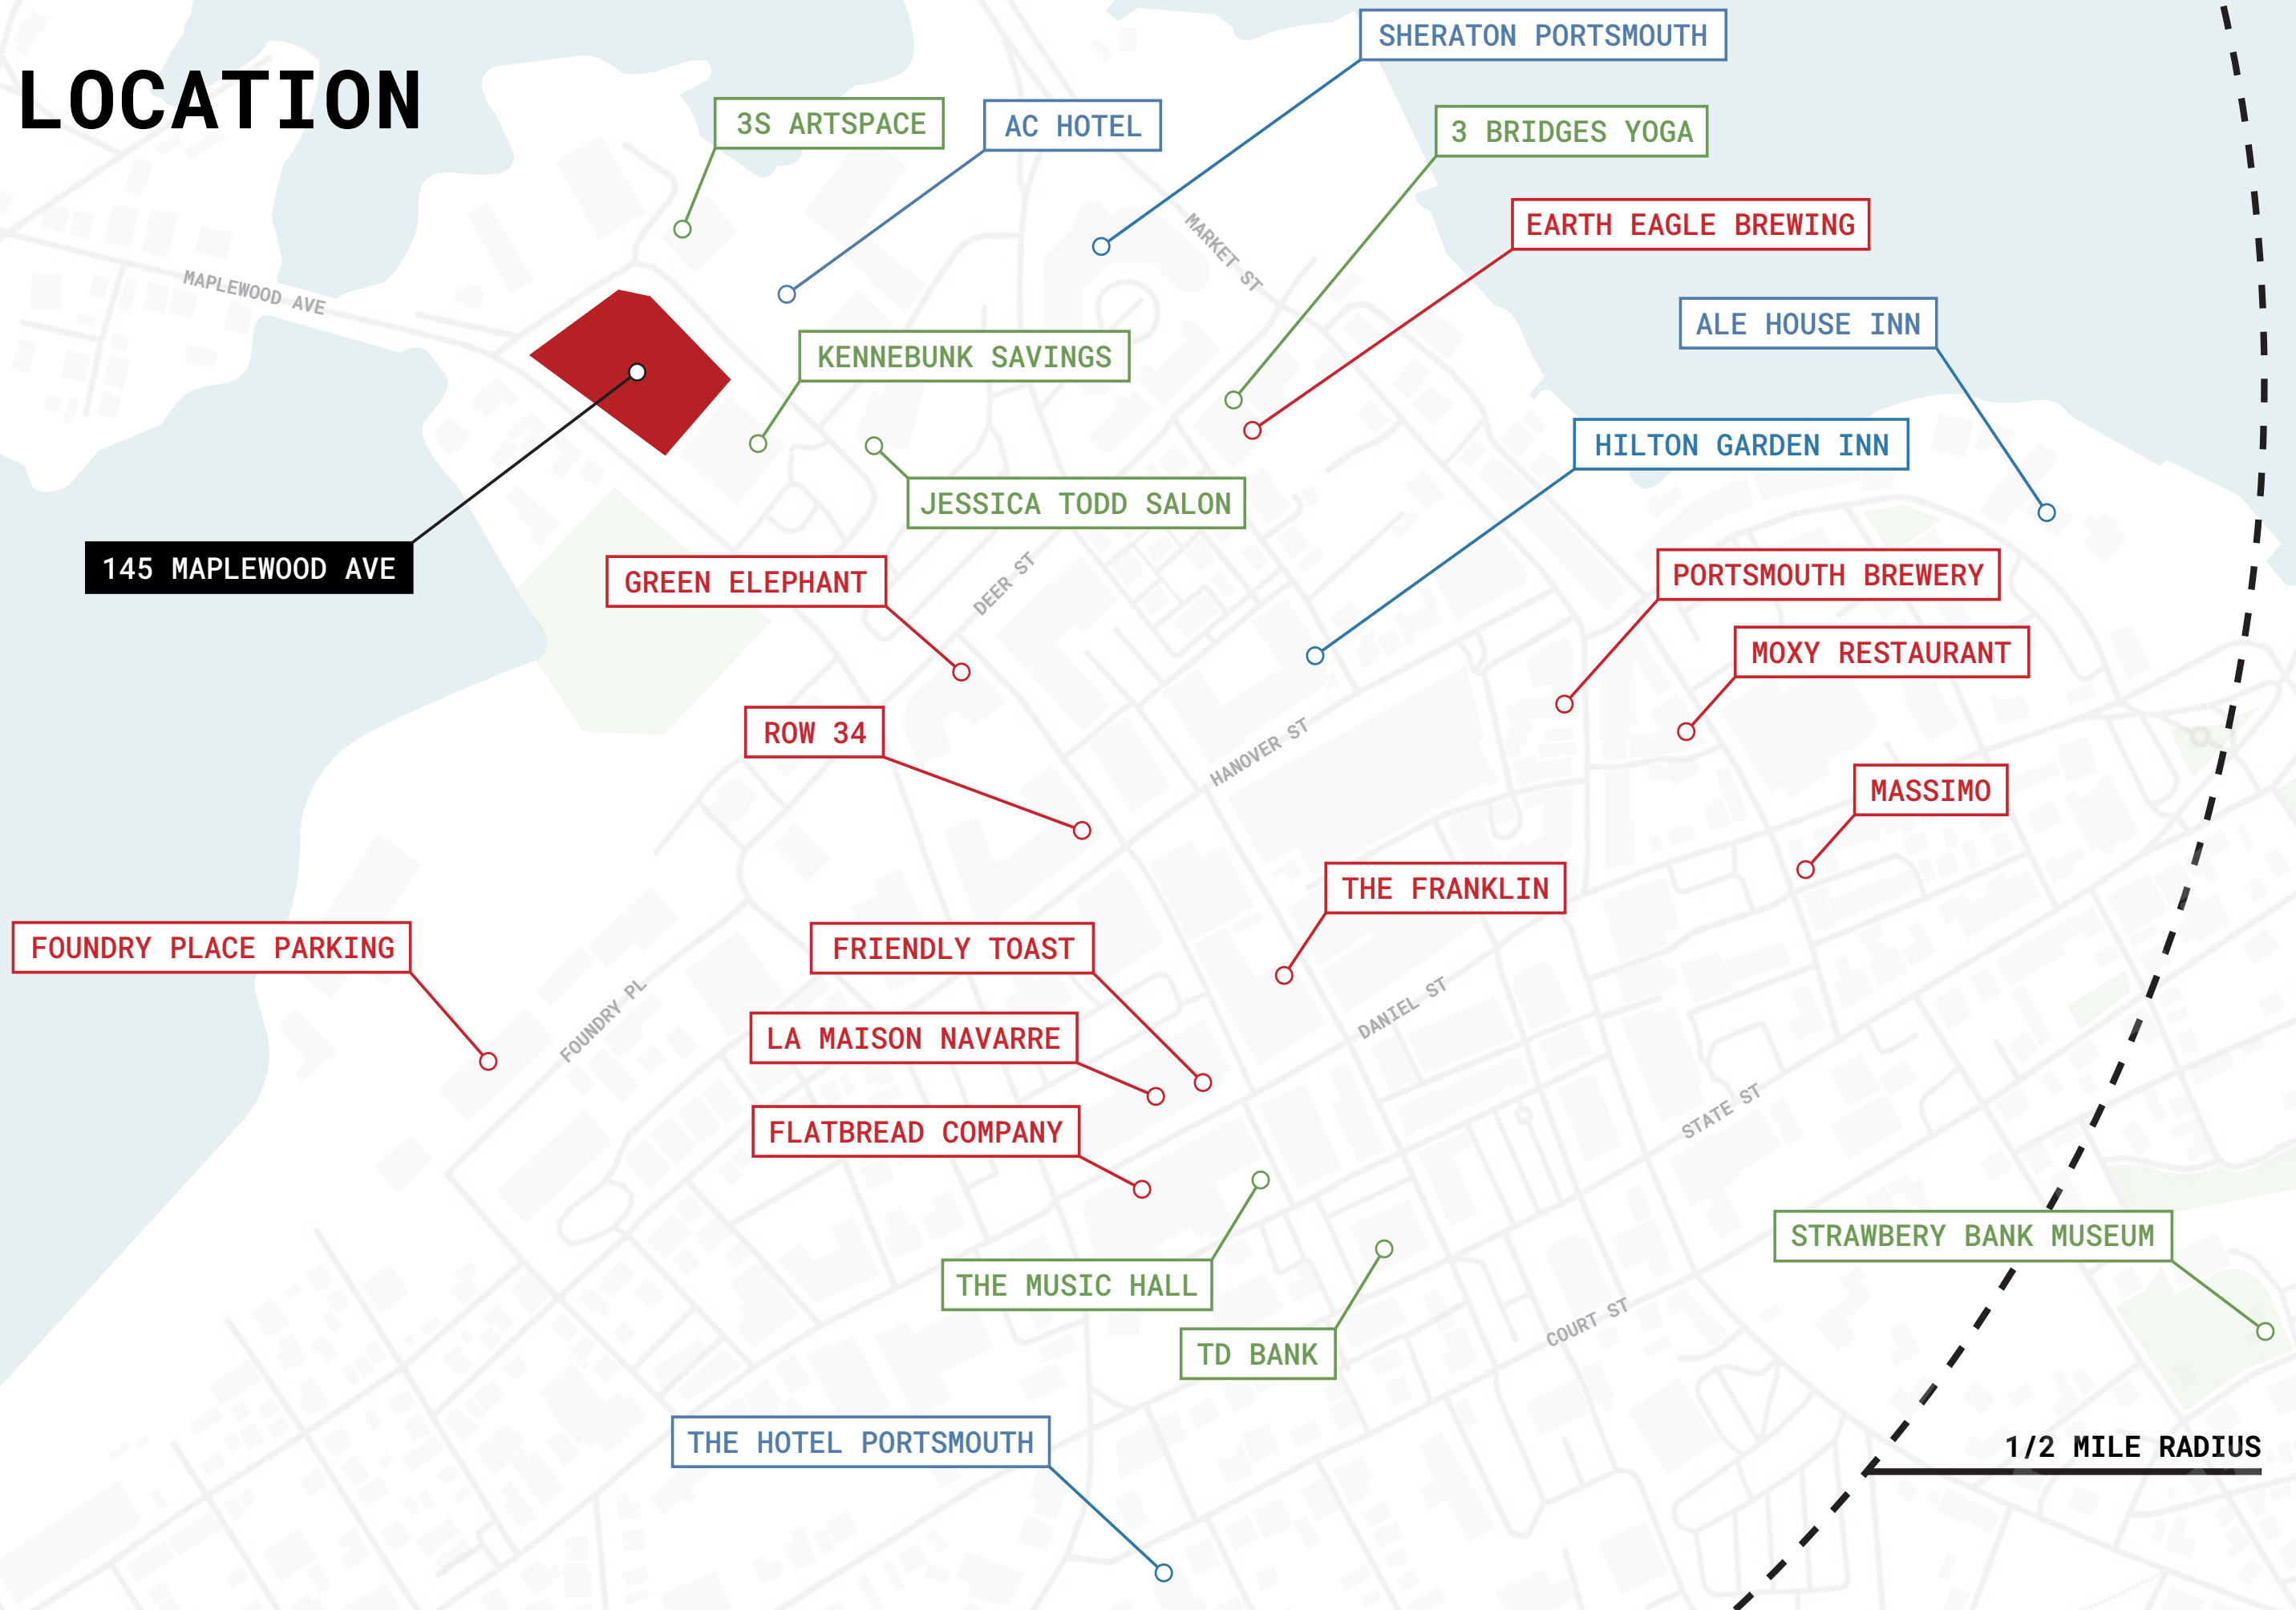 LOCATION
SHERATON PORTSMOUTH
3S ARTSPACE
AC HOTEL
3 BRIDGES YOGA
EARTH EAGLE BREWING
MARKET ST
MAPLEWOOD AVE
ALE HOUSE INN
KENNEBUNK SAVINGS
HILTON GARDEN INN
JESSICA TODD SALON
145 MAPLEWOOD AVE
GREEN ELEPHANT
DEER ST
PORTSMOUTH BREWERY
MOXY RESTAURANT
ROW 34
HANOVER ST
MASSIMO
THE FRANKLIN
FOUNDRY PLACE PARKING
FRIENDLY TOAST
FOUNDRY PL
DANIEL ST
LA MAISON NAVARRE
FLATBREAD COMPANY
STATE ST
STRAWBERY BANK MUSEUM
THE MUSIC HALL
COURT ST
TD BANK
THE HOTEL PORTSMOUTH
1/2 MILE RADIUS